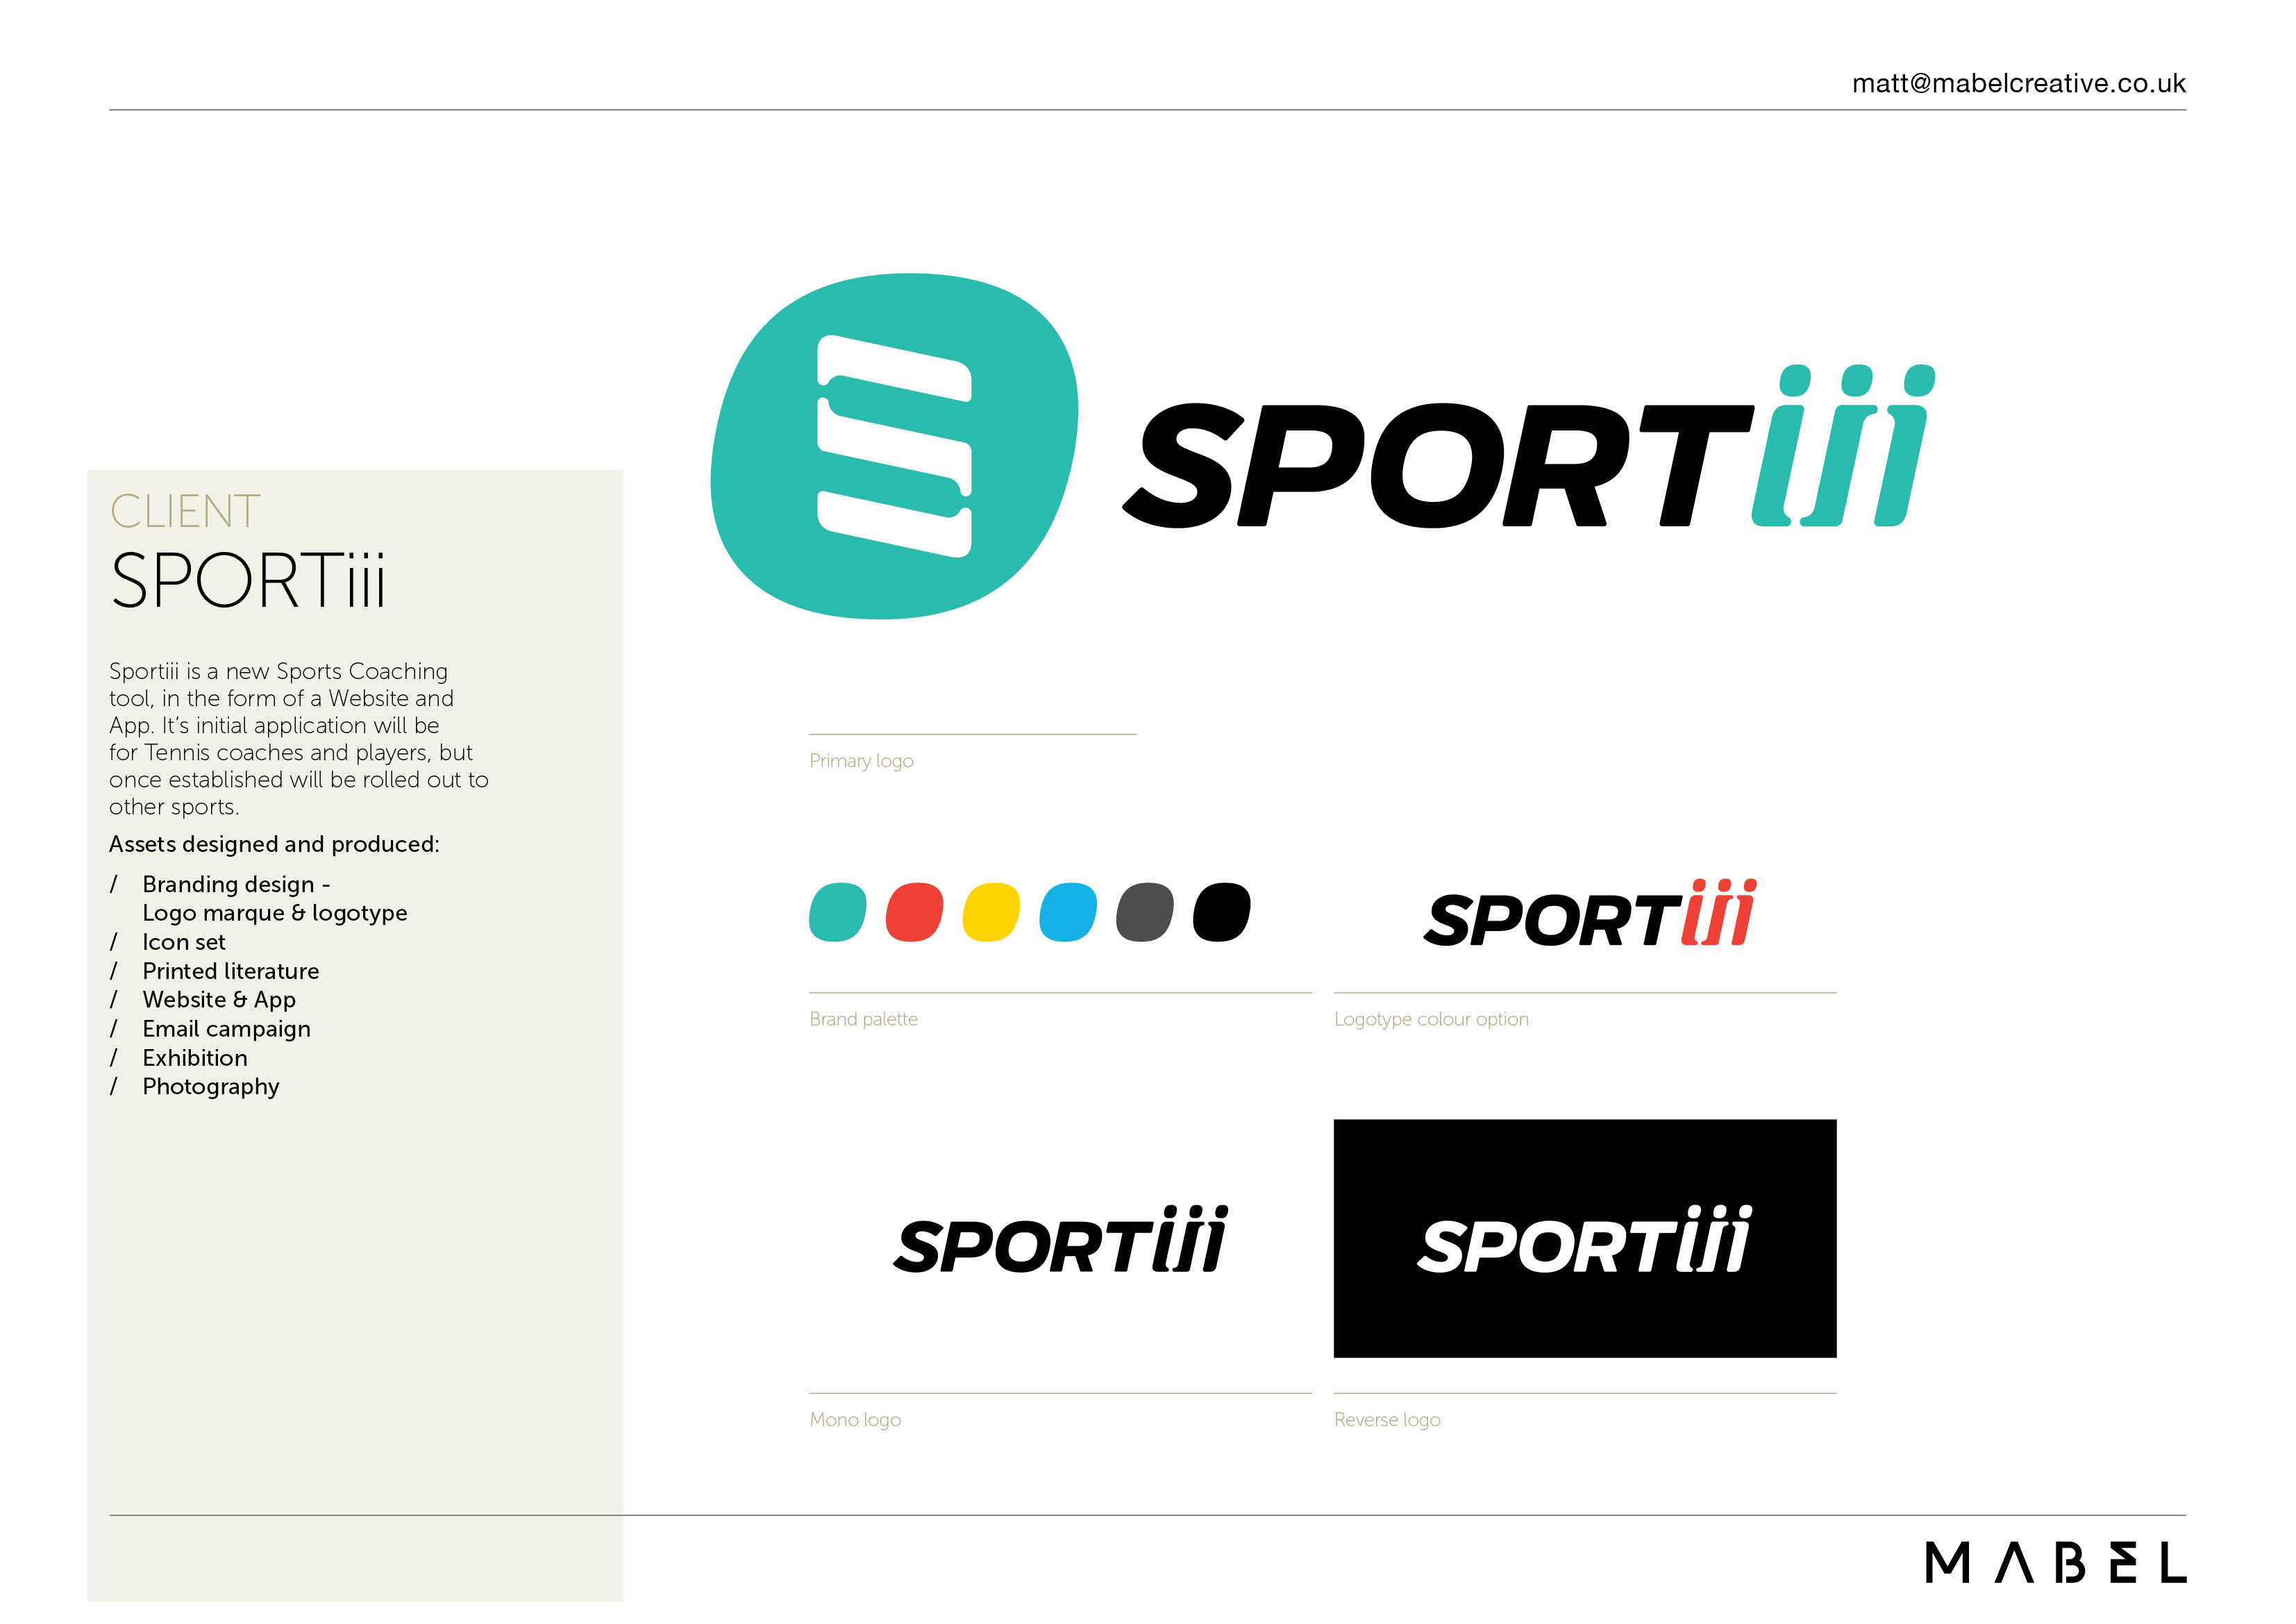 matt@mabelcreative.co.uk
SPORTiii
CLIENT
SPORTiii
Sportiii is a new Sports Coaching
tool, in the form of a Website and
App. It’s initial application will be
for Tennis coaches and players, but
once established will be rolled out to
other sports.
Assets designed and produced:
/ Branding design -
Logo marque & logotype
/ Icon set
/ Printed literature
/ Website & App
/ Email campaign
/ Exhibition
/ Photography
Primary logo
SPORTiii
Brand palette
Logotype colour option
SPORTiii
SPORTiii
Mono logo
Reverse logo
MABEL